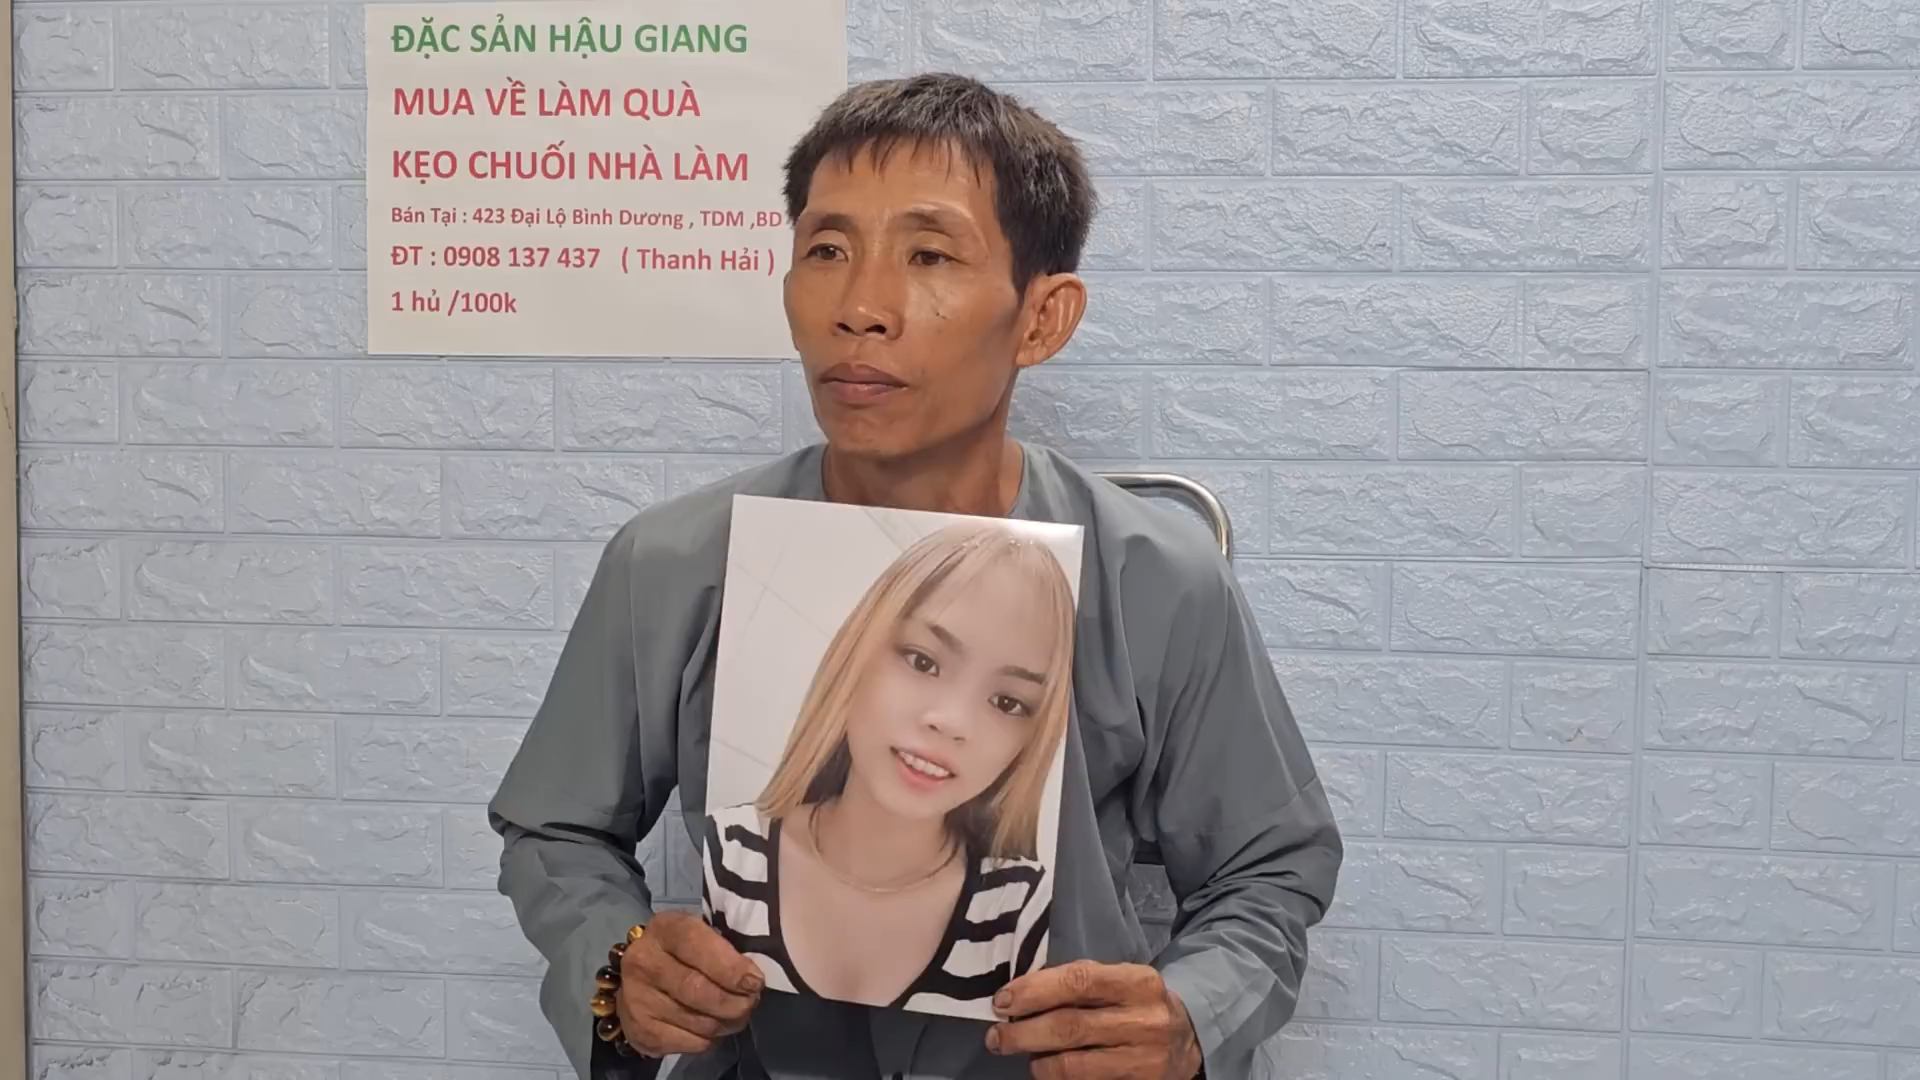 ĐẶC SẢN HẬU GIANG
MUA VỀ LÀM QUÀ
KẸO CHUỐI NHÀ LÀM
Bán Tại : 423 Đại Lộ Bình Dương , TDM ,BD
ĐT : 0908 137 437 ( Thanh Hải )
1 hủ /100k